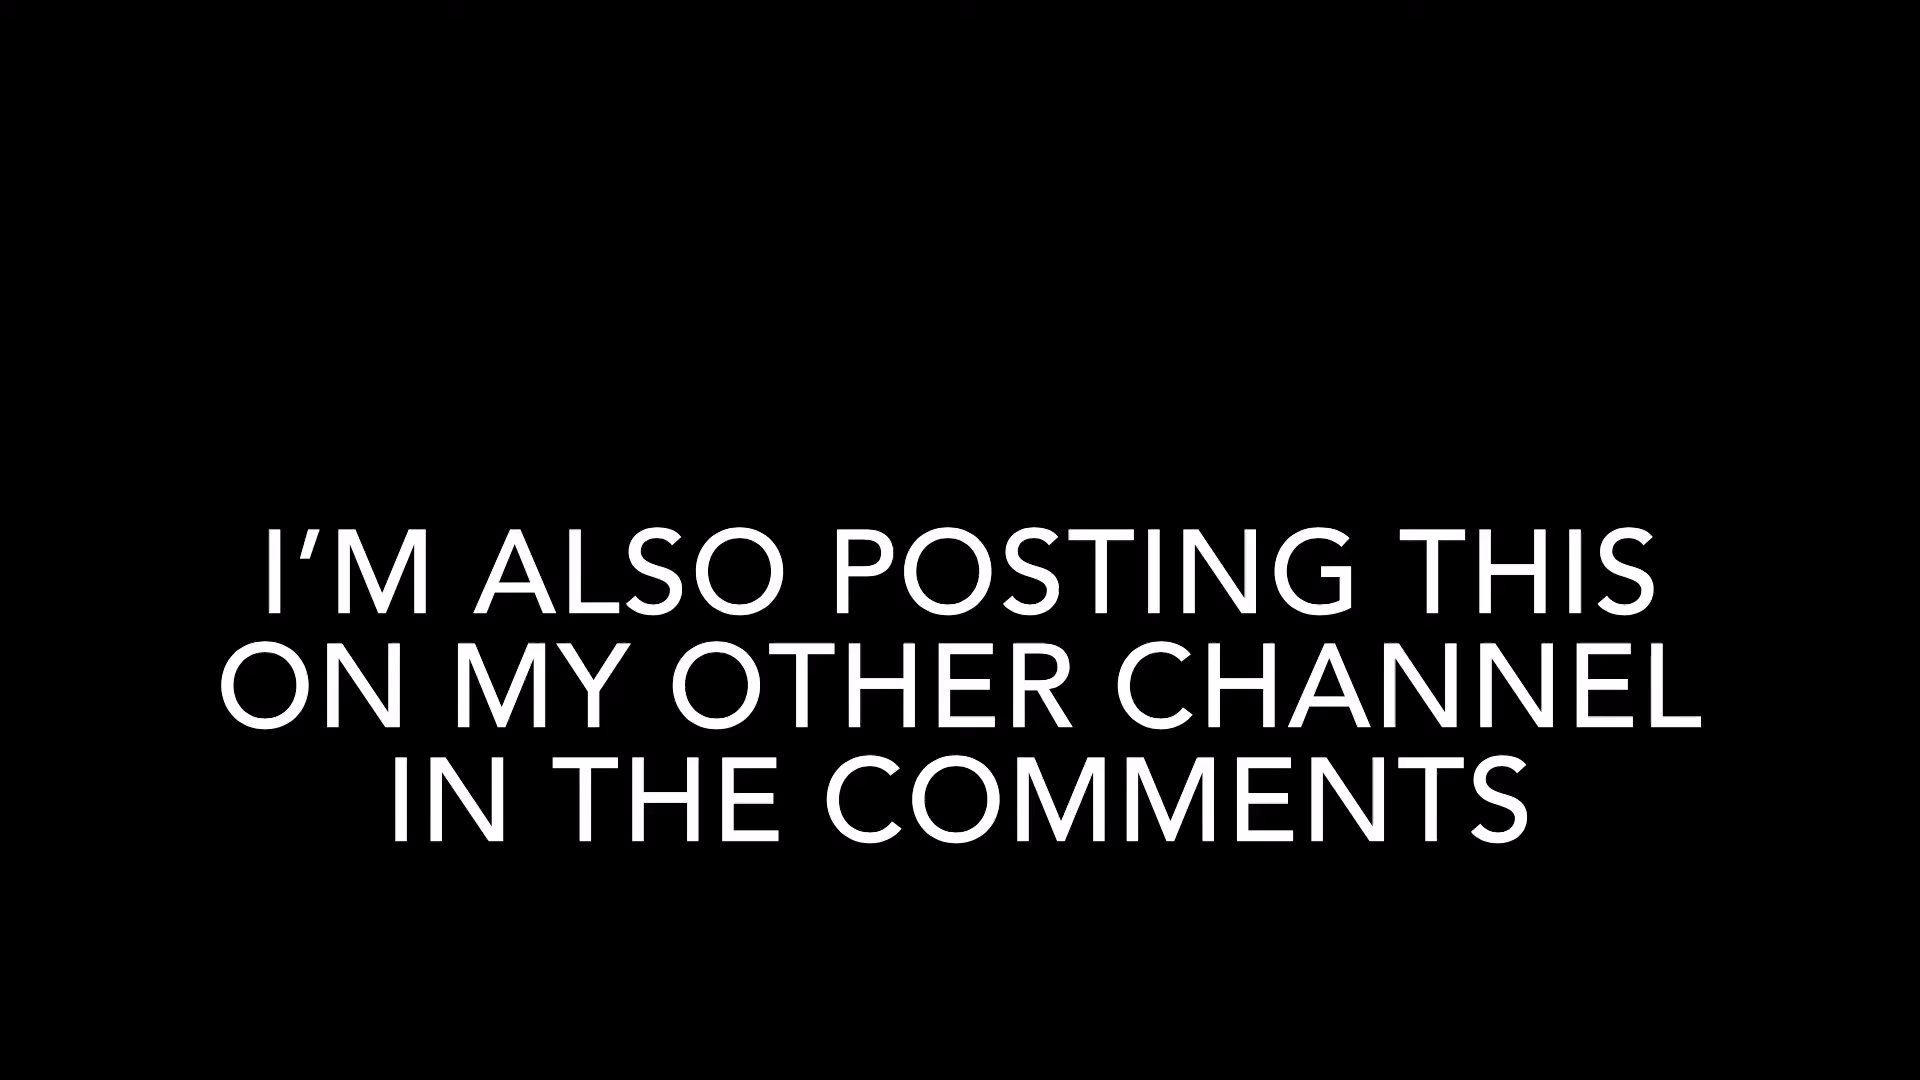 I’M ALSO POSTING THIS
ON MY OTHER CHANNEL
IN THE COMMENTS